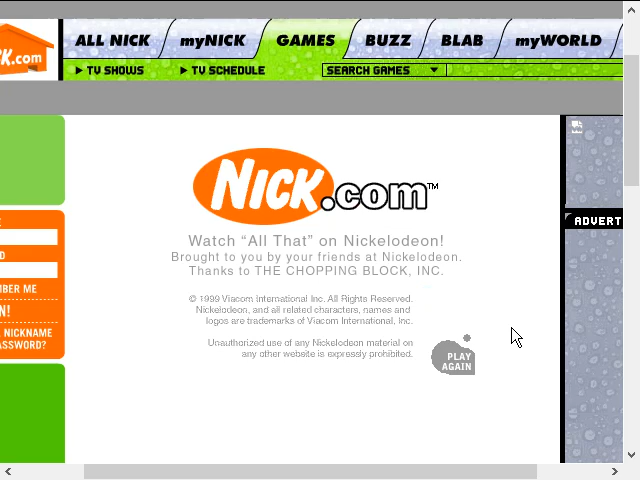 ALL NICK myNICK GAMES BUZZ BLAB myWORLD
TV SHOWS TV SCHEDULE SEARCH GAMES
.com
NICK.com™
Watch “All That” on Nickelodeon!
Brought to you by your friends at Nickelodeon.
Thanks to THE CHOPPING BLOCK, INC.
© 1999 Viacom International Inc. All Rights Reserved.
Nickelodeon, and all related characters, names and
logos are trademarks of Viacom International, Inc.
Unauthorized use of any Nickelodeon material on
any other website is expressly prohibited.
PLAY
AGAIN
ADVERT
E
D
BER ME
N!
NICKNAME
ASSWORD?